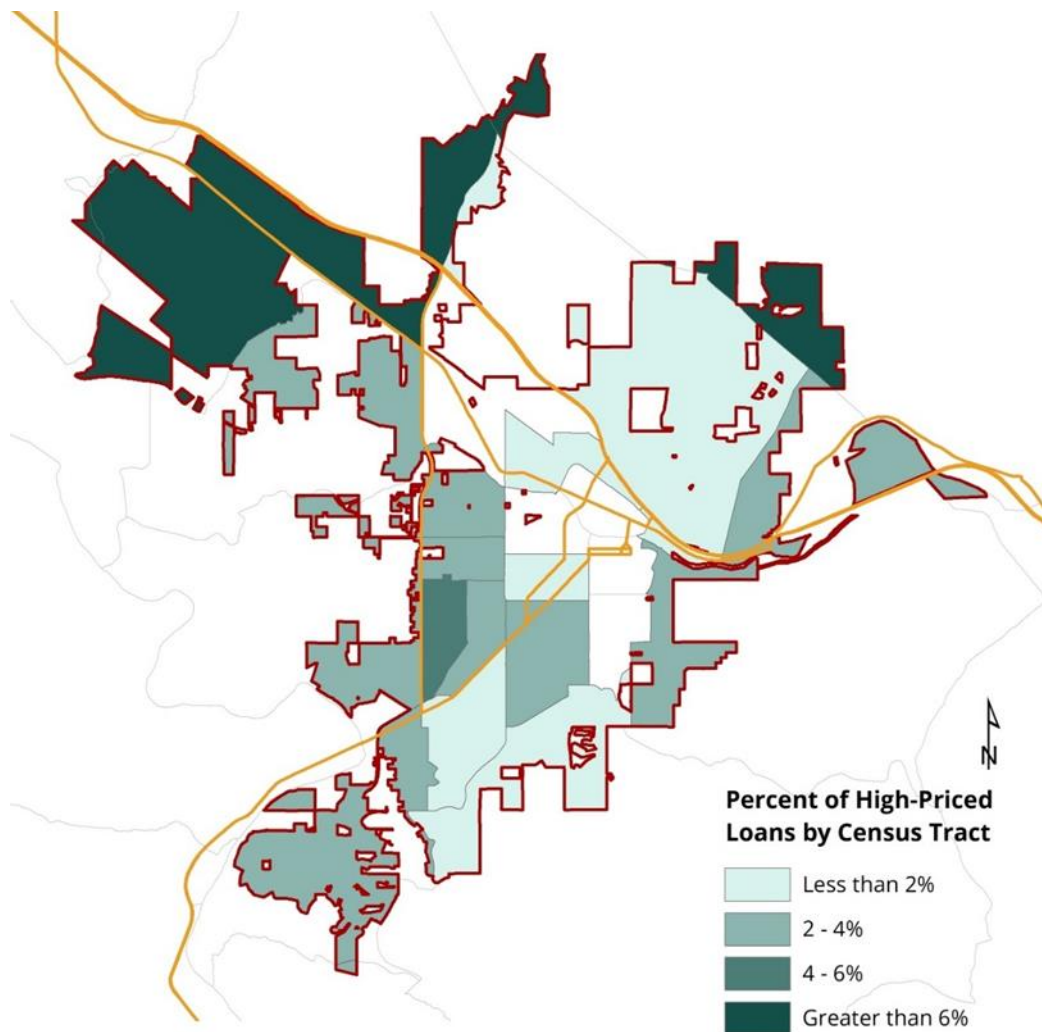 N
Percent of High-Priced
Loans by Census Tract
Less than 2%
2 - 4%
4 - 6%
Greater than 6%